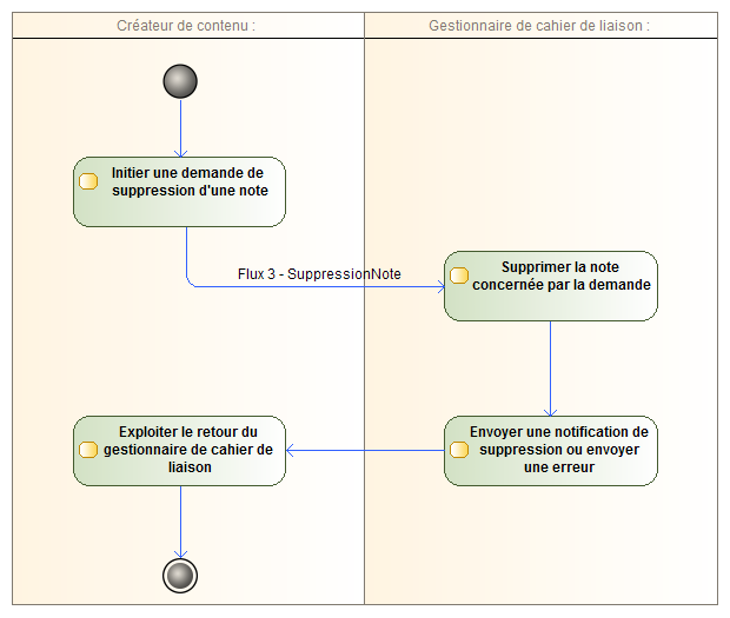 Créateur de contenu :
Gestionnaire de cahier de liaison :
Initier une demande de
suppression d'une note
Flux 3 - SuppressionNote
Supprimer la note
concernée par la demande
Exploiter le retour du
gestionnaire de cahier de
liaison
Envoyer une notification de
suppression ou envoyer
une erreur